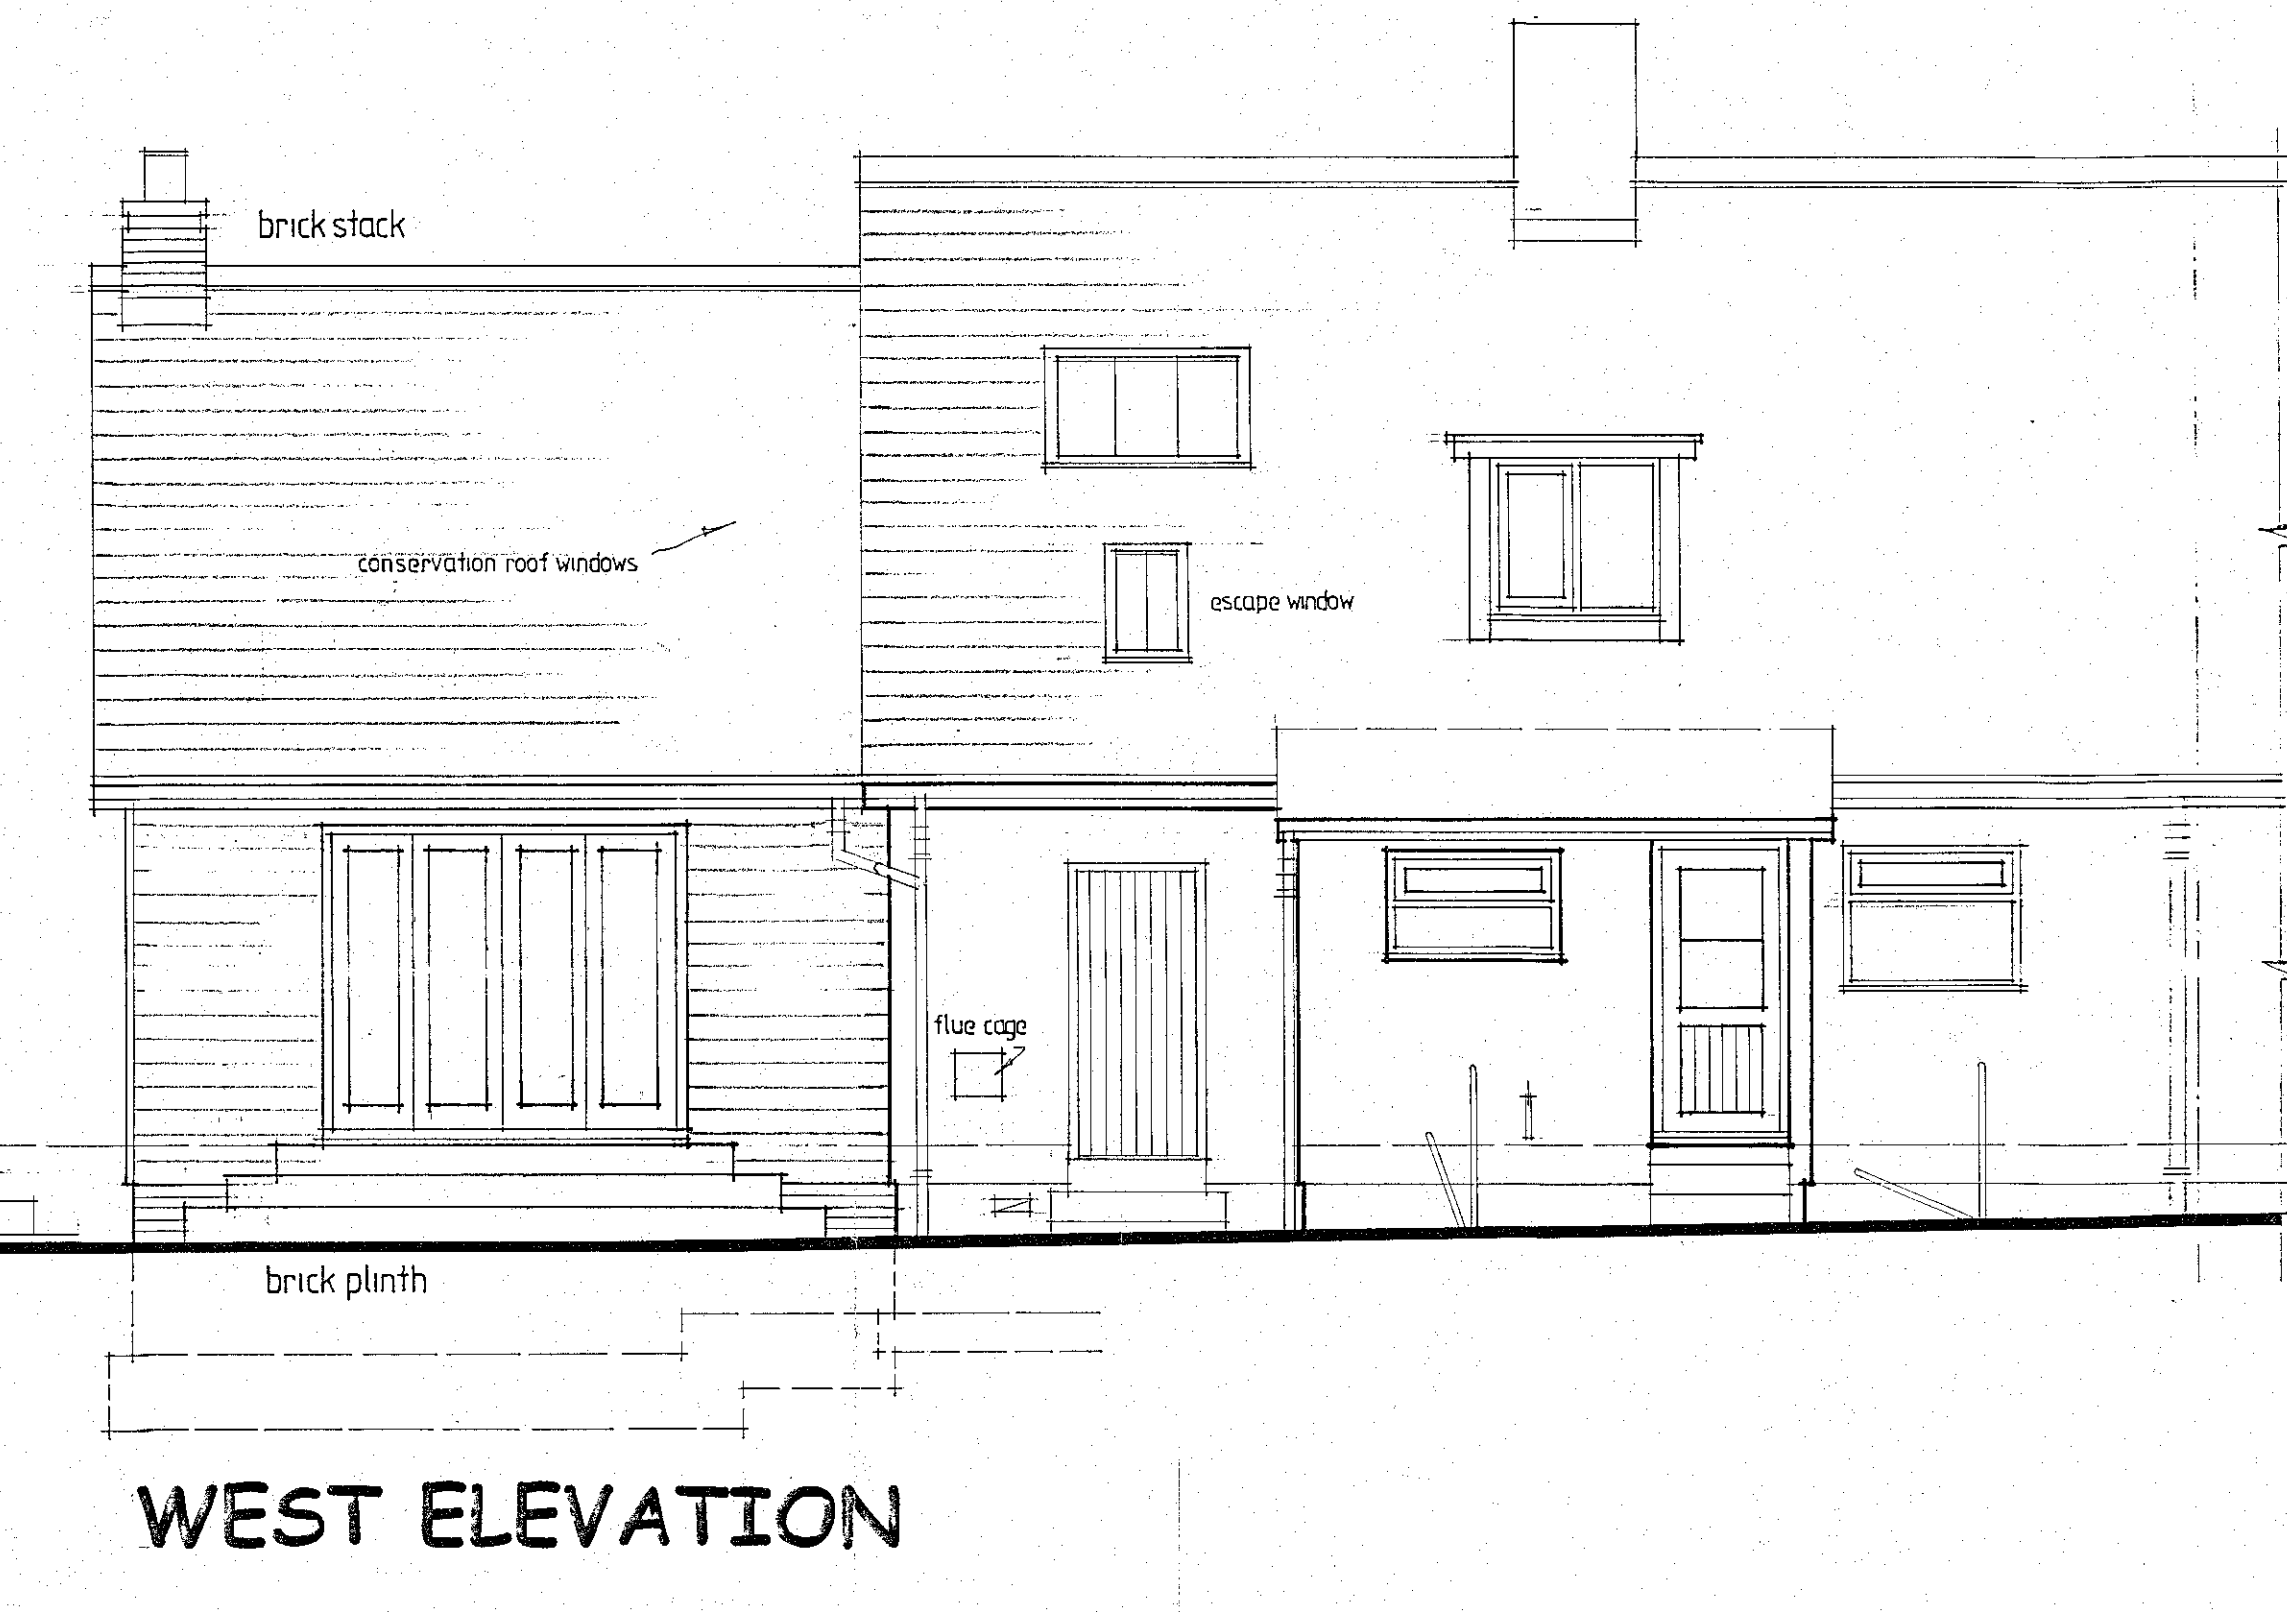 brick stack
conservation roof windows
escape window
flue cage
brick plinth
WEST ELEVATION